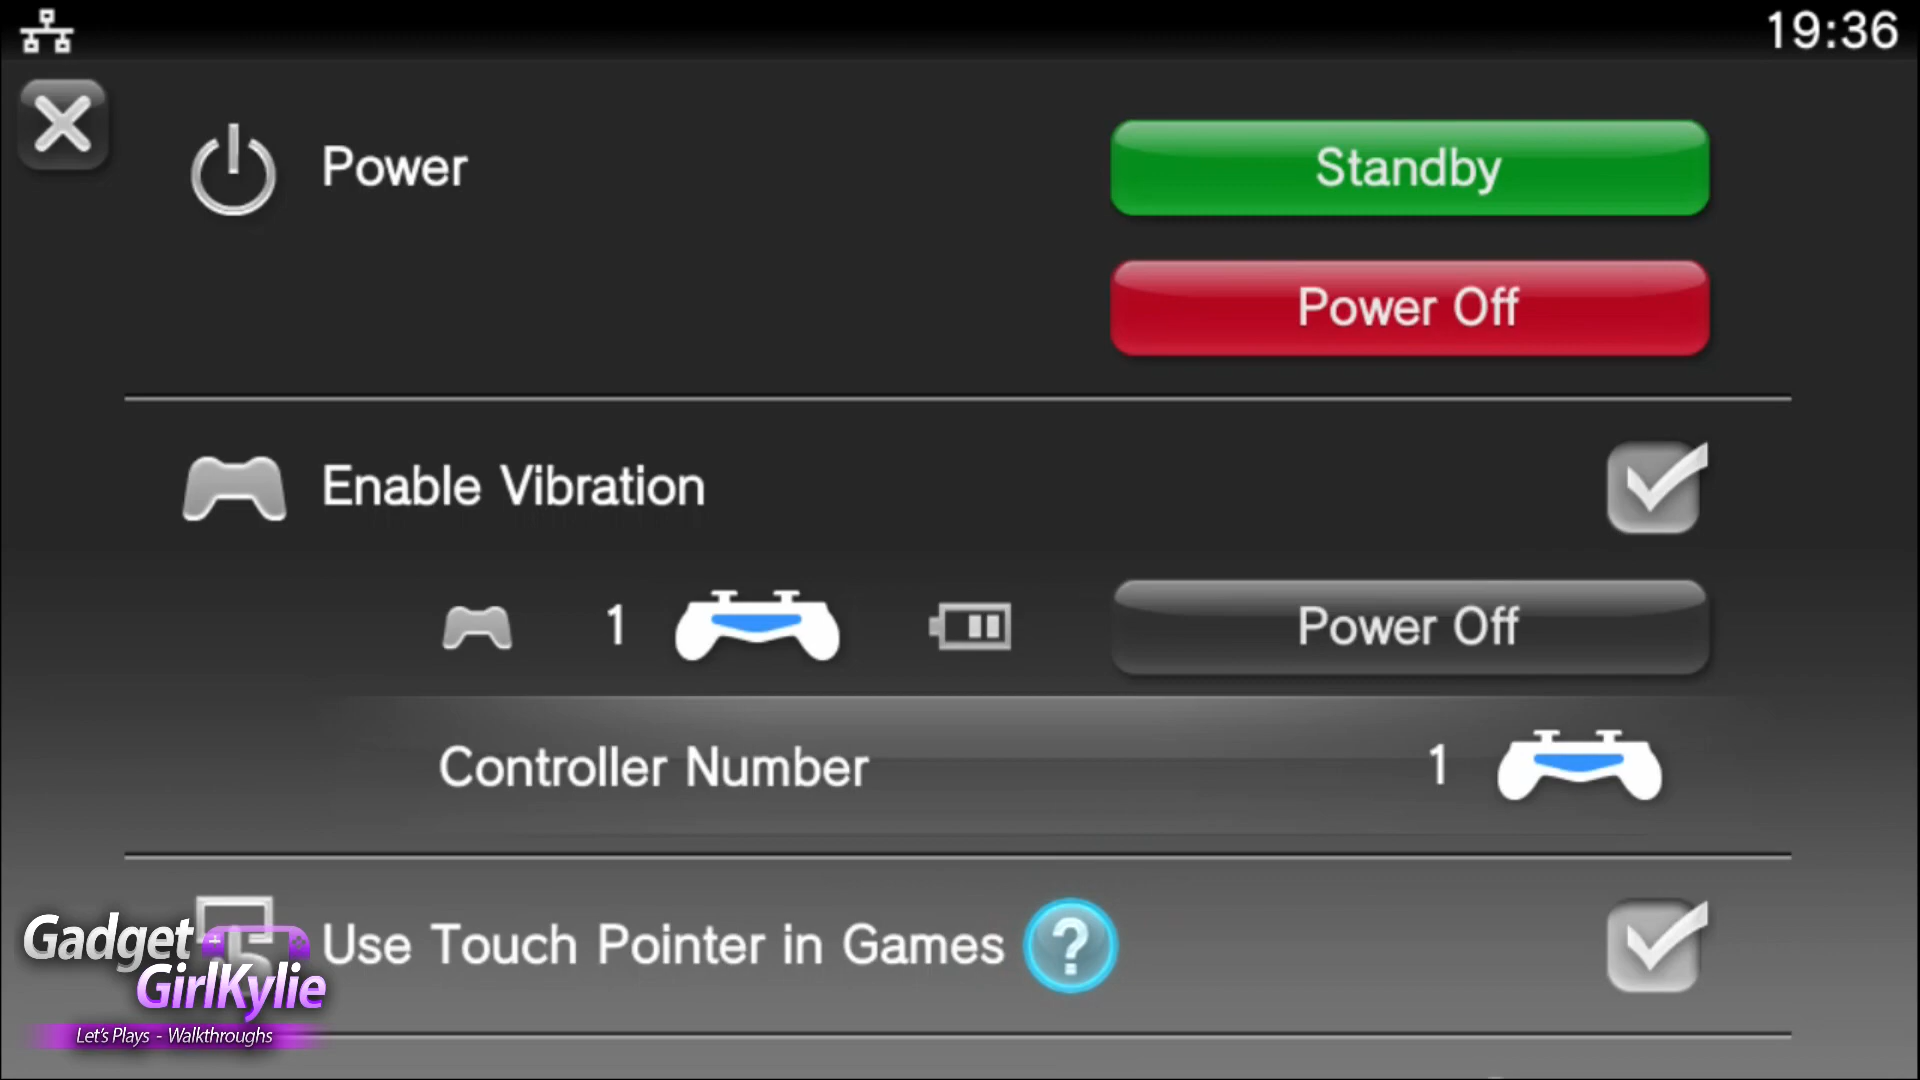 19:36
Power
Standby
Power Off
Enable Vibration
1
Power Off
Controller Number
1
Use Touch Pointer in Games ?
Gadget
GirlKylie
Let's Plays - Walkthroughs